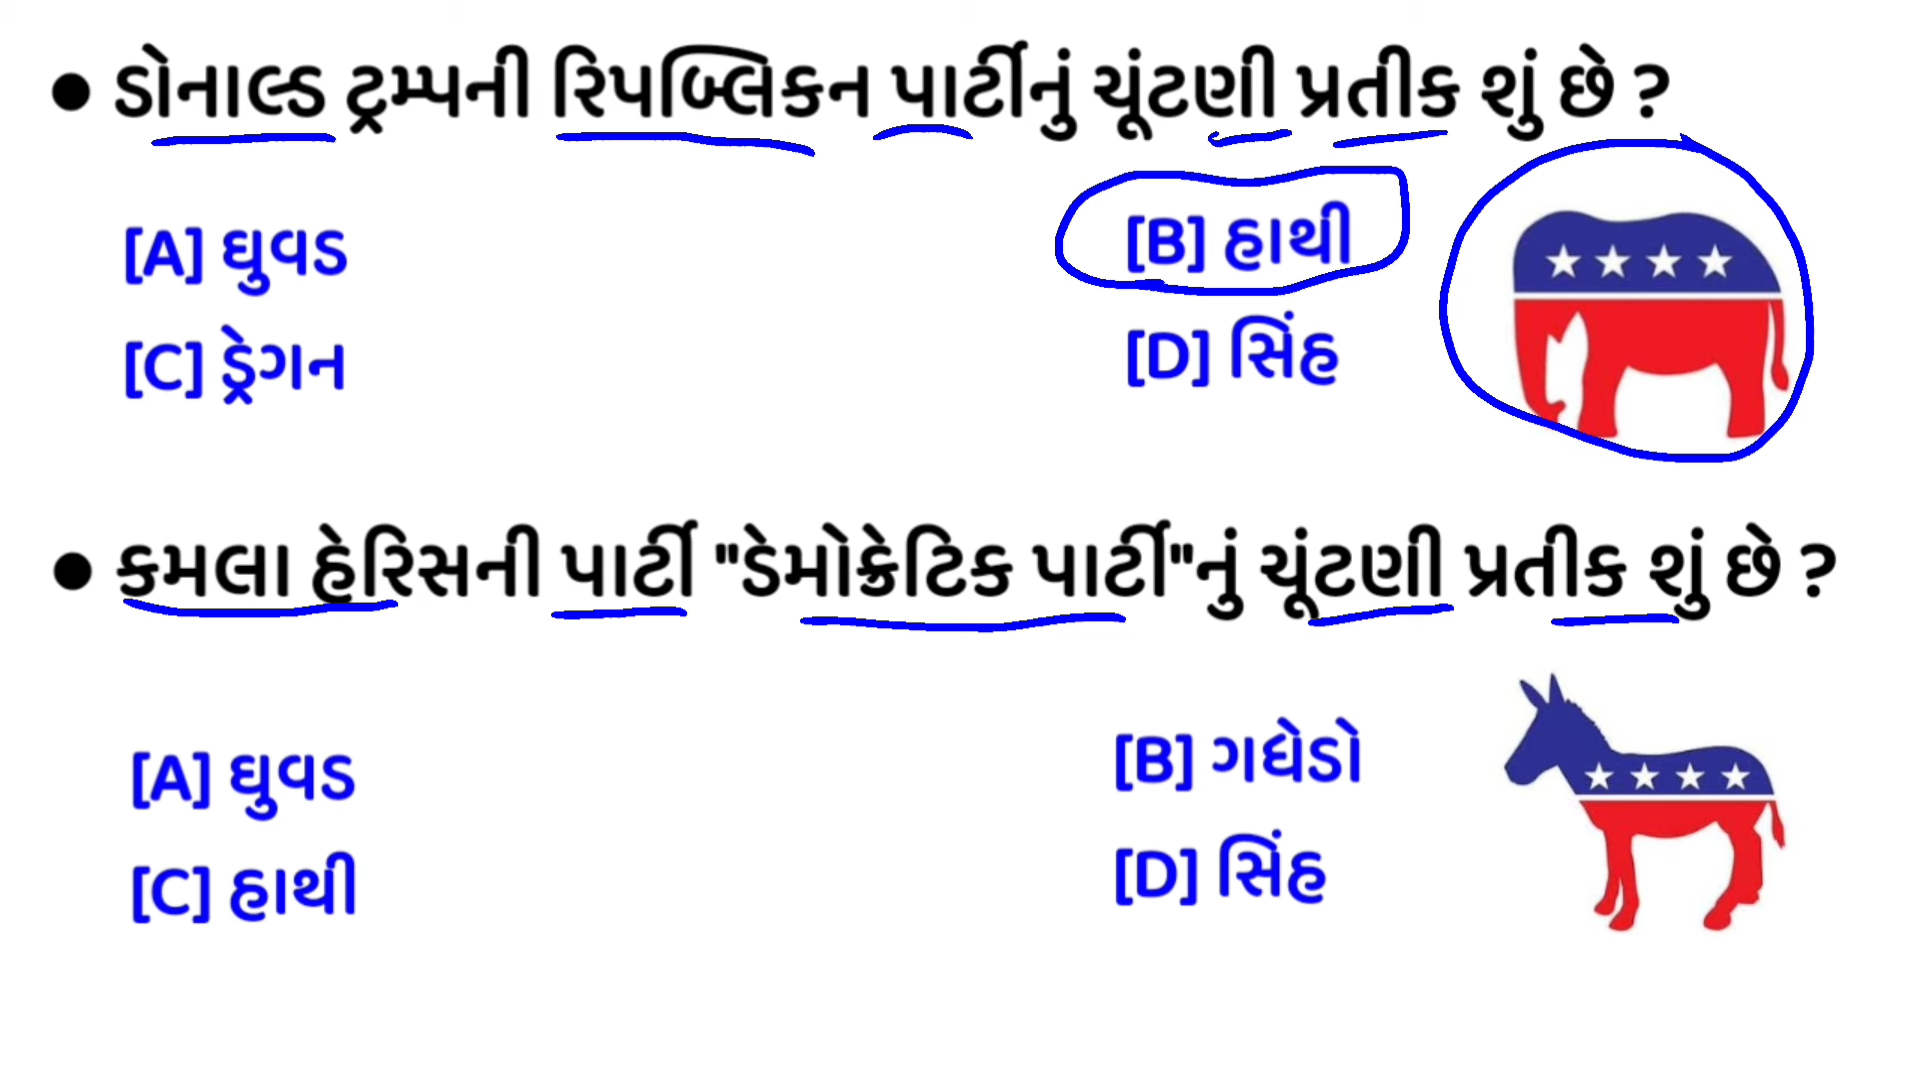 ● ડોનાલ્ડ ટ્રમ્પની રિપબ્લિકન પાર્ટીનું ચૂંટણી પ્રતીક શું છે ?
[A] ઘુવડ [B] હાથી
[C] ડ્રેગન [D] સિંહ
● કમલા હેરિસની પાર્ટી "ડેમોક્રેટિક પાર્ટી"નું ચૂંટણી પ્રતીક શું છે ?
[A] ઘુવડ [B] ગધેડો
[C] હાથી [D] સિંહ